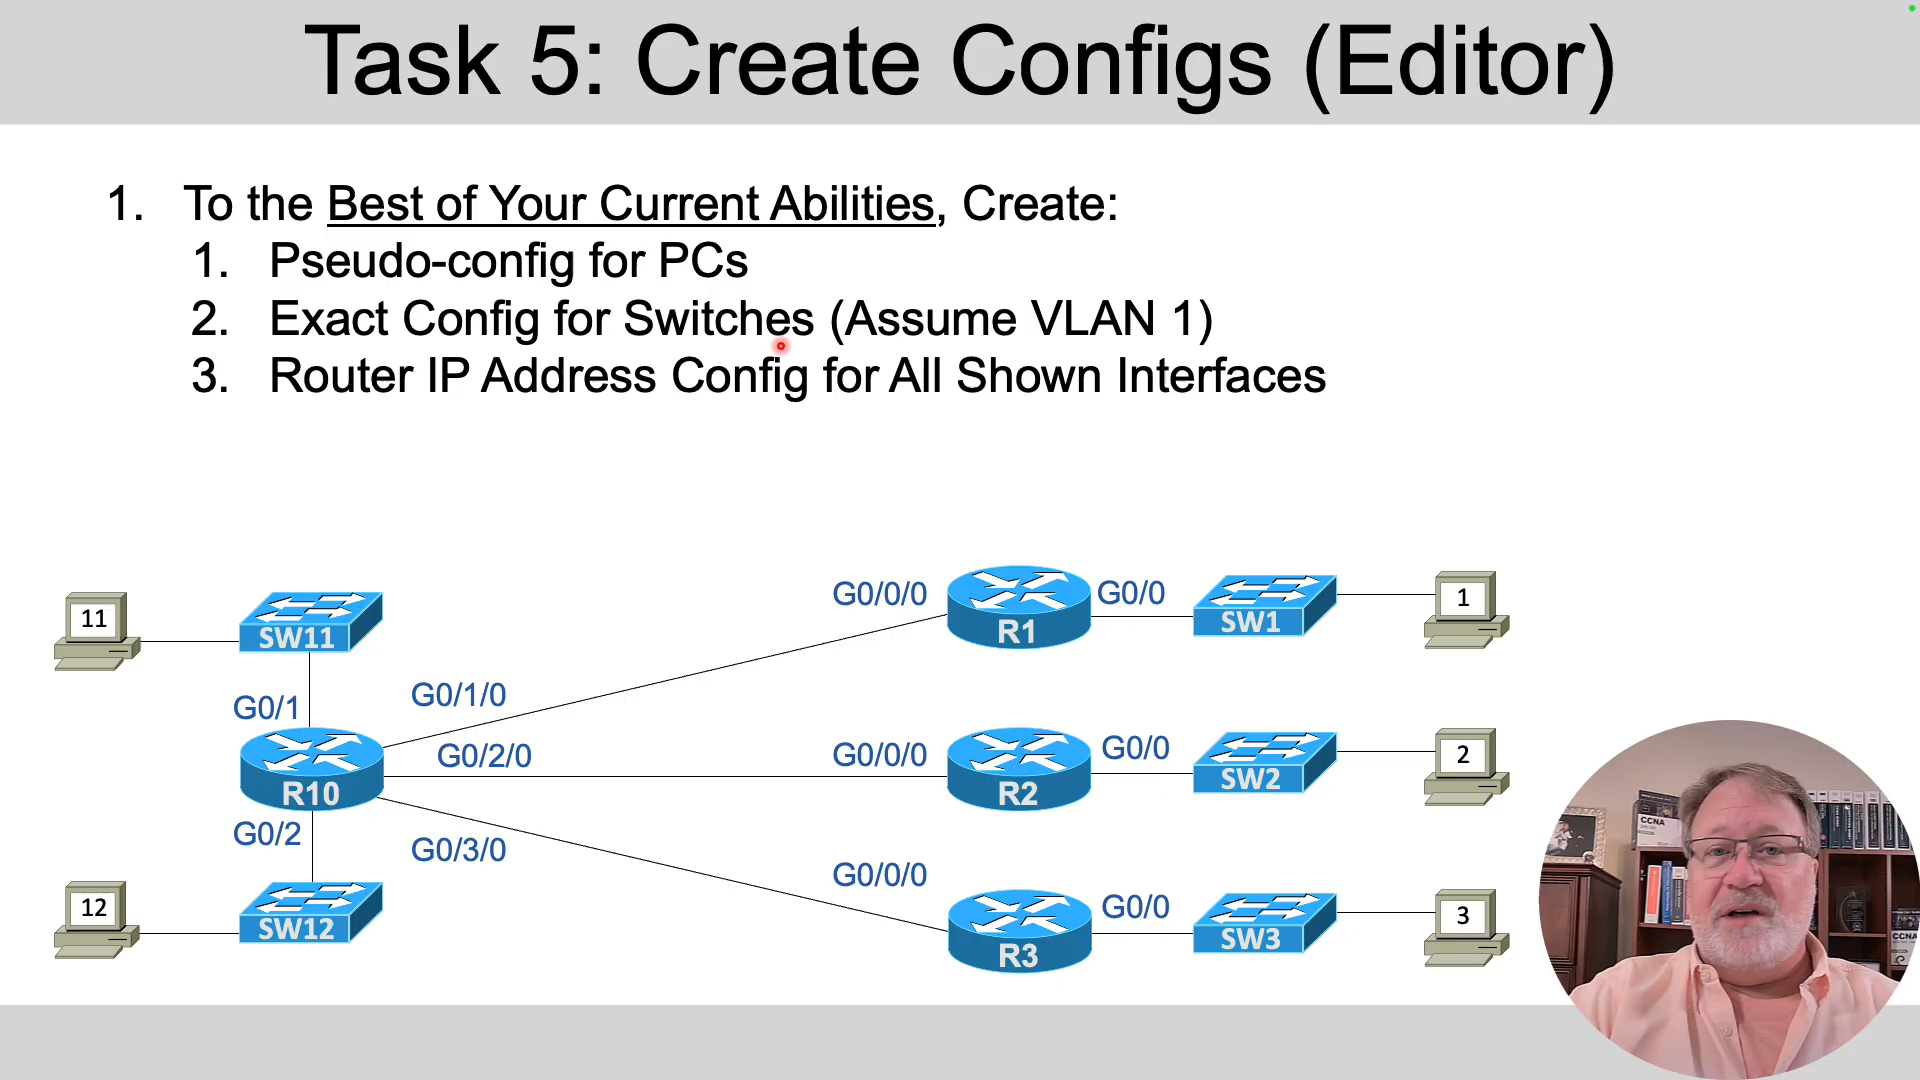 Task 5: Create Configs (Editor)
1. To the Best of Your Current Abilities, Create:
1. Pseudo-config for PCs
2. Exact Config for Switches (Assume VLAN 1)
3. Router IP Address Config for All Shown Interfaces
11
SW11
G0/1
G0/1/0
G0/2/0
R10
G0/2
G0/3/0
12
SW12
G0/0/0
R1
G0/0
SW1
1
G0/0/0
R2
G0/0
SW2
2
G0/0/0
R3
G0/0
SW3
3
CCNA
CCNA